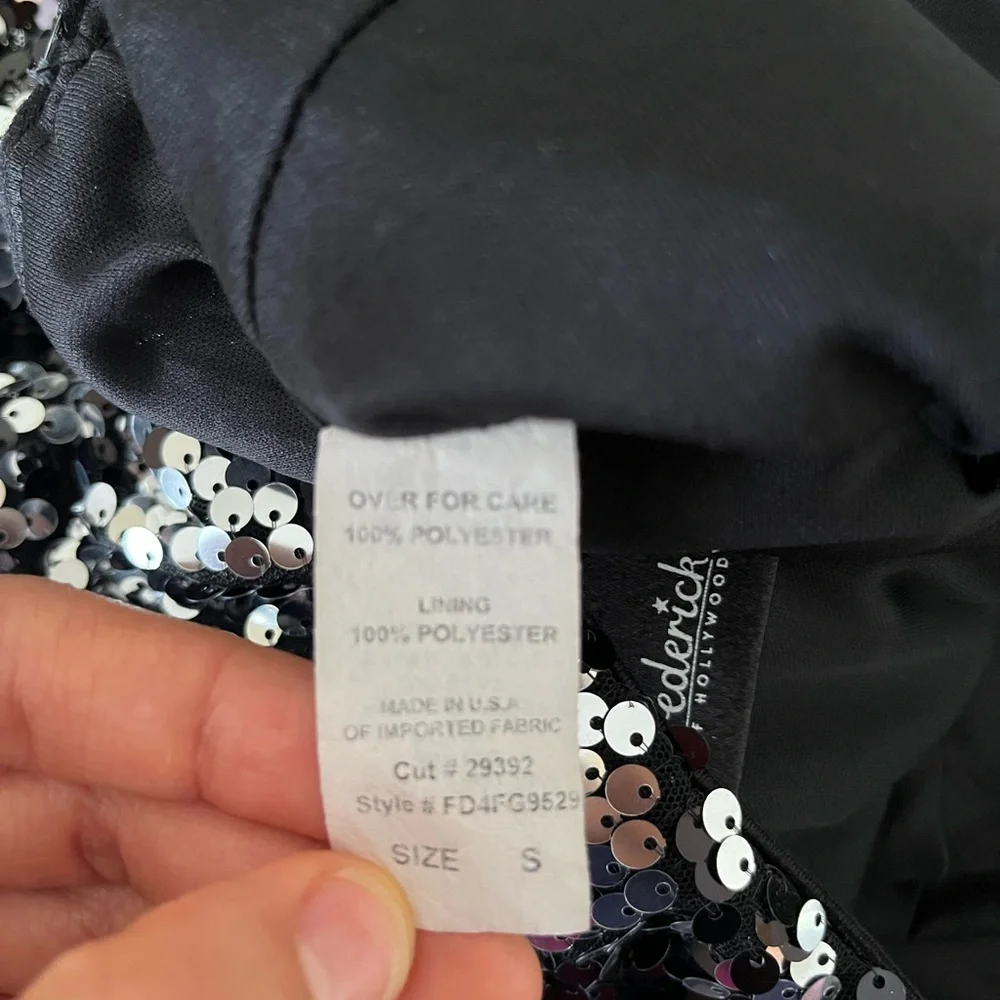 OVER FOR CARE
100% POLYESTER
LINING
100% POLYESTER
MADE IN U.S.A
OF IMPORTED FABRIC
Cut # 29392
Style # FD4FG9529
SIZE S
ederick
F HOLLYWOOD